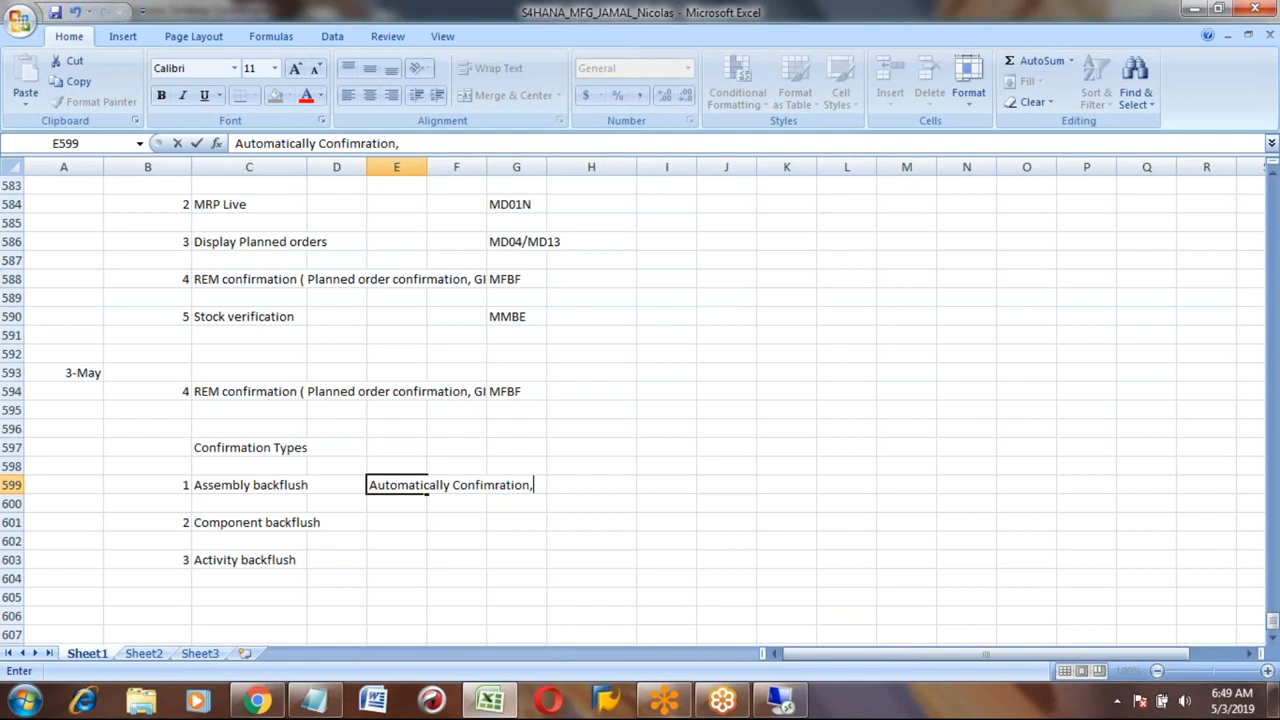 S4HANA_MFG_JAMAL_Nicolas - Microsoft Excel
Home Insert Page Layout Formulas Data Review View
Paste Cut Copy Format Painter Clipboard
Calibri 11 B I U A A A Font
Wrap Text Merge & Center Alignment
General $ % , Number
Conditional Formatting Format as Table Cell Styles Styles
Insert Delete Format Cells
AutoSum Fill Clear Sort & Filter Find & Select Editing
E599 fx Automatically Confimration,
A B C D E F G H I J K L M N O P Q R
583
584 2 MRP Live MD01N
585
586 3 Display Planned orders MD04/MD13
587
588 4 REM confirmation ( Planned order confirmation, GI MFBF
589
590 5 Stock verification MMBE
591
592
593 3-May
594 4 REM confirmation ( Planned order confirmation, GI MFBF
595
596
597 Confirmation Types
598
599 1 Assembly backflush Automatically Confimration,
600
601 2 Component backflush
602
603 3 Activity backflush
604
605
606
607
Sheet1 Sheet2 Sheet3
Enter 100%
6:49 AM
5/3/2019